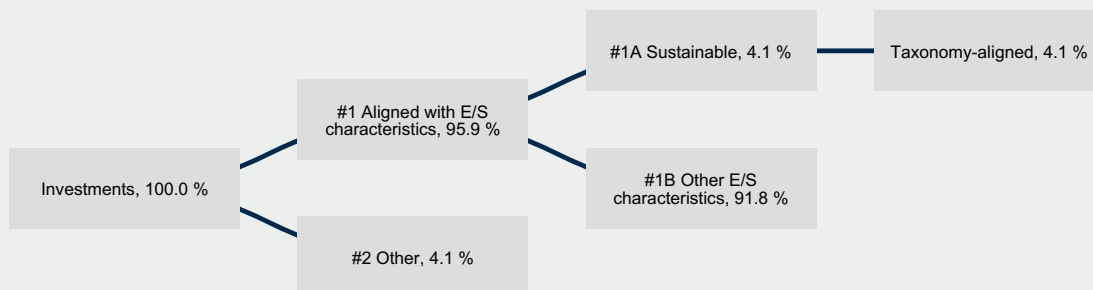 Investments, 100.0 %
#1 Aligned with E/S
characteristics, 95.9 %
#2 Other, 4.1 %
#1A Sustainable, 4.1 %
#1B Other E/S
characteristics, 91.8 %
Taxonomy-aligned, 4.1 %